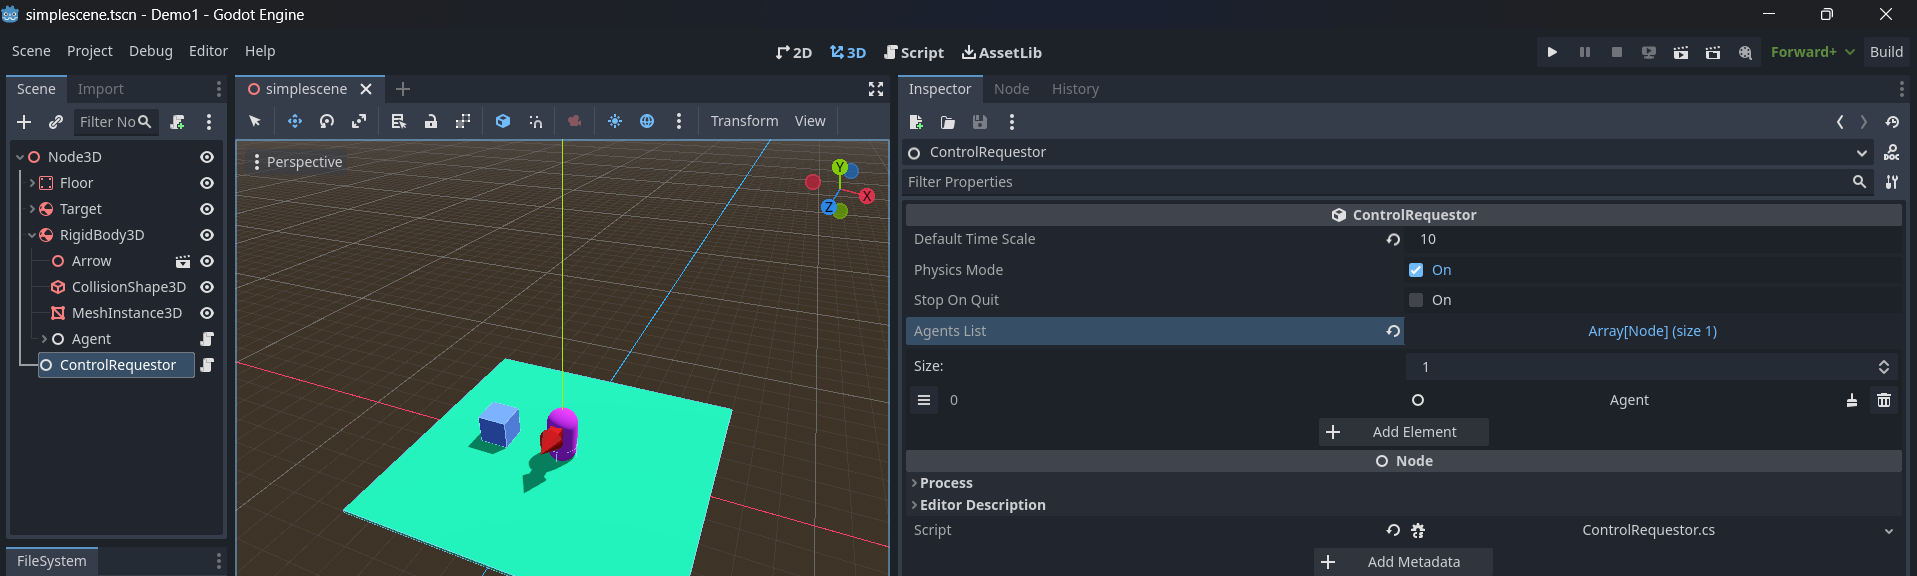 simplescene.tscn - Demo1 - Godot Engine
Scene Project Debug Editor Help
2D 3D Script AssetLib
Forward+ Build
Scene Import
Filter No
Node3D
Floor
Target
RigidBody3D
Arrow
CollisionShape3D
MeshInstance3D
Agent
ControlRequestor
FileSystem
simplescene
Transform View
Perspective
Y
X
Z
Inspector Node History
ControlRequestor
DOC
Filter Properties
ControlRequestor
Default Time Scale 10
Physics Mode On
Stop On Quit On
Agents List Array[Node] (size 1)
Size: 1
0 Agent
Add Element
Node
Process
Editor Description
Script ControlRequestor.cs
Add Metadata